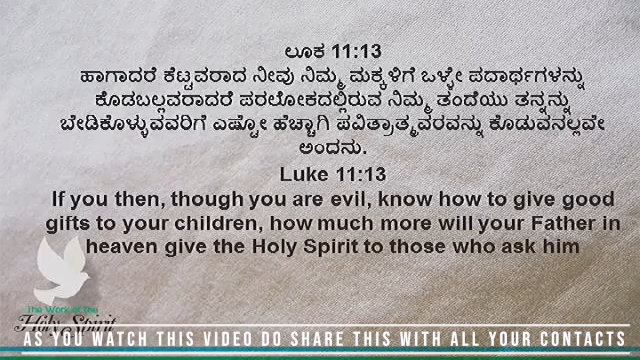 ಲೂಕ 11:13
ಹಾಗಾದರೆ ಕೆಟ್ಟವರಾದ ನೀವು ನಿಮ್ಮ ಮಕ್ಕಳಿಗೆ ಒಳ್ಳೇ ಪದಾರ್ಥಗಳನ್ನು
ಕೊಡಬಲ್ಲವರಾದರೆ ಪರಲೋಕದಲ್ಲಿರುವ ನಿಮ್ಮ ತಂದೆಯು ತನ್ನನ್ನು
ಬೇಡಿಕೊಳ್ಳುವವರಿಗೆ ಎಷ್ಟೋ ಹೆಚ್ಚಾಗಿ ಪವಿತ್ರಾತ್ಮವರವನ್ನು ಕೊಡುವನಲ್ಲವೇ
ಅಂದನು.
Luke 11:13
If you then, though you are evil, know how to give good
gifts to your children, how much more will your Father in
heaven give the Holy Spirit to those who ask him
The Work of the
Holy Spirit
AS YOU WATCH THIS VIDEO DO SHARE THIS WITH ALL YOUR CONTACTS